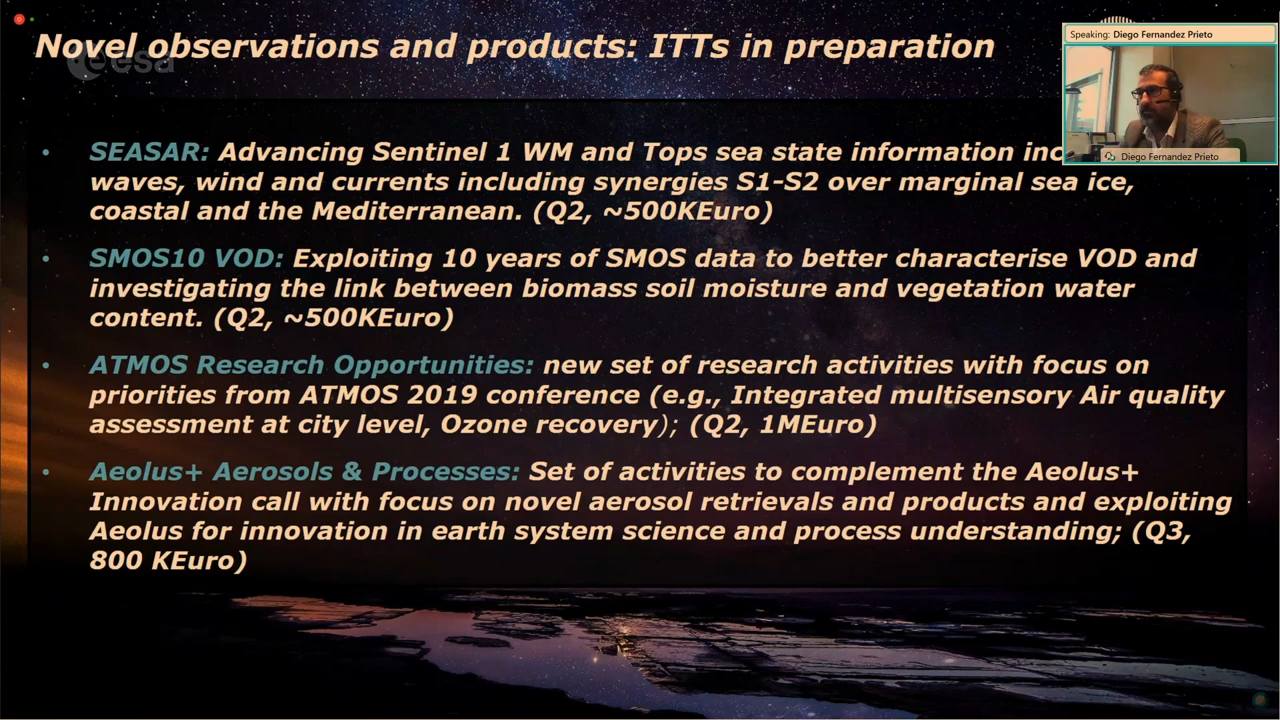 Novel observations and products: ITTs in preparation
esa
Speaking: Diego Fernandez Prieto
Diego Fernandez Prieto
• SEASAR: Advancing Sentinel 1 WM and Tops sea state information
waves, wind and currents including synergies S1-S2 over marginal sea ice,
coastal and the Mediterranean. (Q2, ~500KEuro)
• SMOS10 VOD: Exploiting 10 years of SMOS data to better characterise VOD and
investigating the link between biomass soil moisture and vegetation water
content. (Q2, ~500KEuro)
• ATMOS Research Opportunities: new set of research activities with focus on
priorities from ATMOS 2019 conference (e.g., Integrated multisensory Air quality
assessment at city level, Ozone recovery); (Q2, 1MEuro)
• Aeolus+ Aerosols & Processes: Set of activities to complement the Aeolus+
Innovation call with focus on novel aerosol retrievals and products and exploiting
Aeolus for innovation in earth system science and process understanding; (Q3,
800 KEuro)